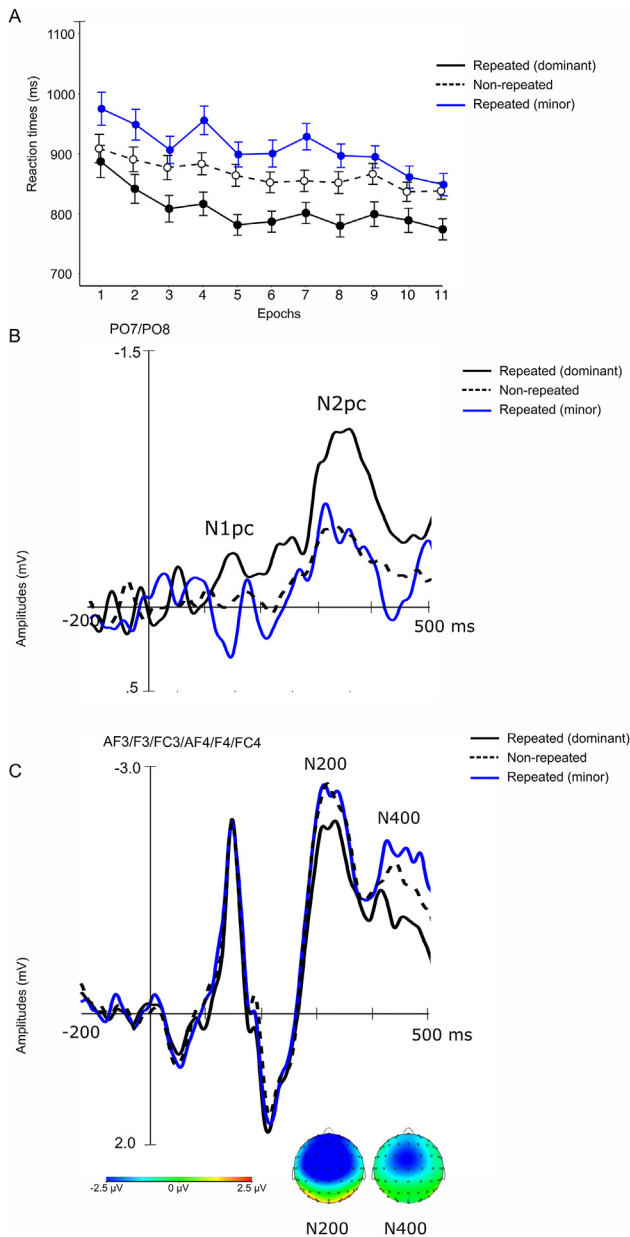 A
1100
1000
900
800
700
Reaction times (ms)
1 2 3 4 5 6 7 8 9 10 11
Epochs
Repeated (dominant)
Non-repeated
Repeated (minor)
B
PO7/PO8
-1.5
N2pc
N1pc
Amplitudes (mV)
-200
500 ms
.5
Repeated (dominant)
Non-repeated
Repeated (minor)
C
AF3/F3/FC3/AF4/F4/FC4
-3.0
N200
N400
Amplitudes (mV)
-200
500 ms
2.0
Repeated (dominant)
Non-repeated
Repeated (minor)
-2.5 µV 0 µV 2.5 µV
N200 N400